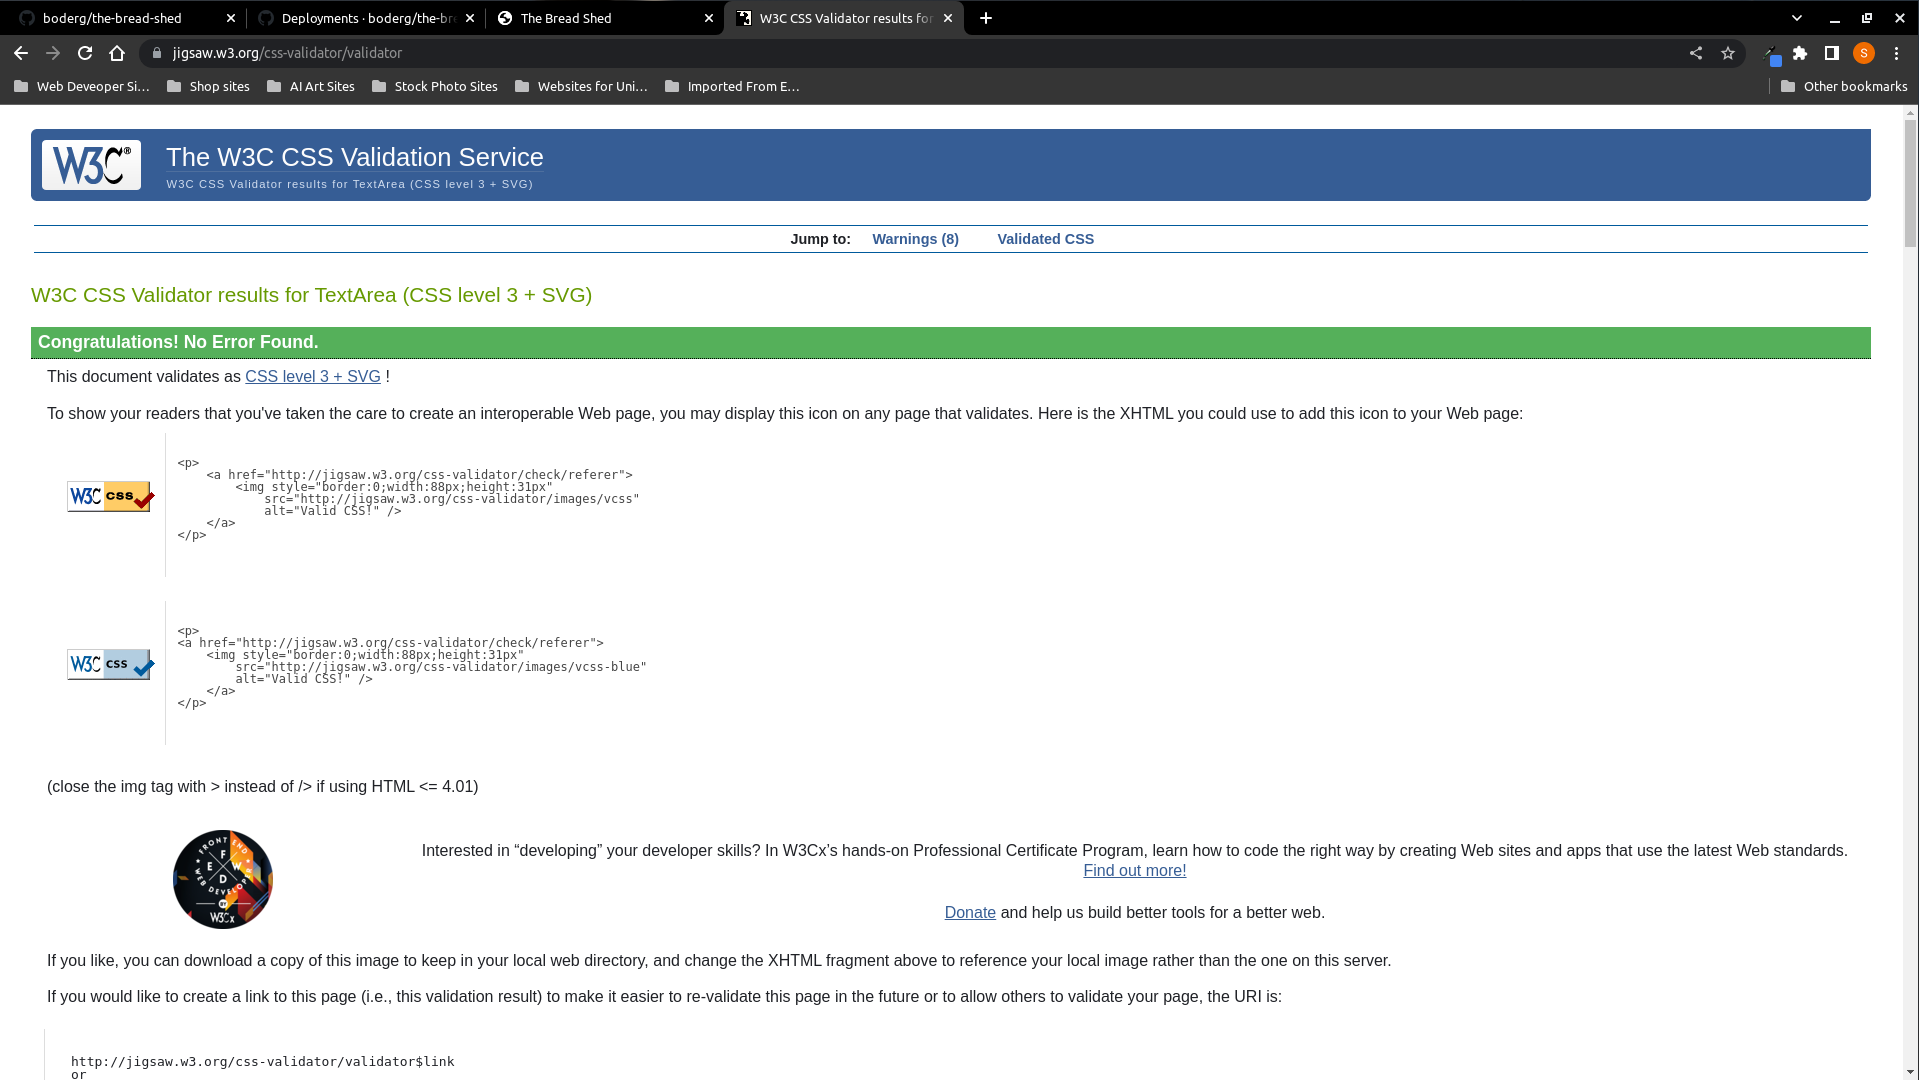 boderg/the-bread-shed
Deployments · boderg/the-bre
The Bread Shed
W3C CSS Validator results for
jigsaw.w3.org/css-validator/validator
S
Web Deveoper Si...
Shop sites
AI Art Sites
Stock Photo Sites
Websites for Uni...
Imported From E...
Other bookmarks
W3C®
The W3C CSS Validation Service
W3C CSS Validator results for TextArea (CSS level 3 + SVG)
Jump to: Warnings (8) Validated CSS
W3C CSS Validator results for TextArea (CSS level 3 + SVG)
Congratulations! No Error Found.
This document validates as CSS level 3 + SVG !
To show your readers that you've taken the care to create an interoperable Web page, you may display this icon on any page that validates. Here is the XHTML you could use to add this icon to your Web page:
W3C css
<p>
    <a href="http://jigsaw.w3.org/css-validator/check/referer">
        <img style="border:0;width:88px;height:31px"
            src="http://jigsaw.w3.org/css-validator/images/vcss"
            alt="Valid CSS!" />
    </a>
</p>
W3C css
<p>
<a href="http://jigsaw.w3.org/css-validator/check/referer">
    <img style="border:0;width:88px;height:31px"
        src="http://jigsaw.w3.org/css-validator/images/vcss-blue"
        alt="Valid CSS!" />
    </a>
</p>
(close the img tag with > instead of /> if using HTML <= 4.01)
FRONT END
F
E W
D
WEB DEVELOPER
BY
W3Cx
Interested in “developing” your developer skills? In W3Cx’s hands-on Professional Certificate Program, learn how to code the right way by creating Web sites and apps that use the latest Web standards.
Find out more!
Donate and help us build better tools for a better web.
If you like, you can download a copy of this image to keep in your local web directory, and change the XHTML fragment above to reference your local image rather than the one on this server.
If you would like to create a link to this page (i.e., this validation result) to make it easier to re-validate this page in the future or to allow others to validate your page, the URI is:
http://jigsaw.w3.org/css-validator/validator$link
or